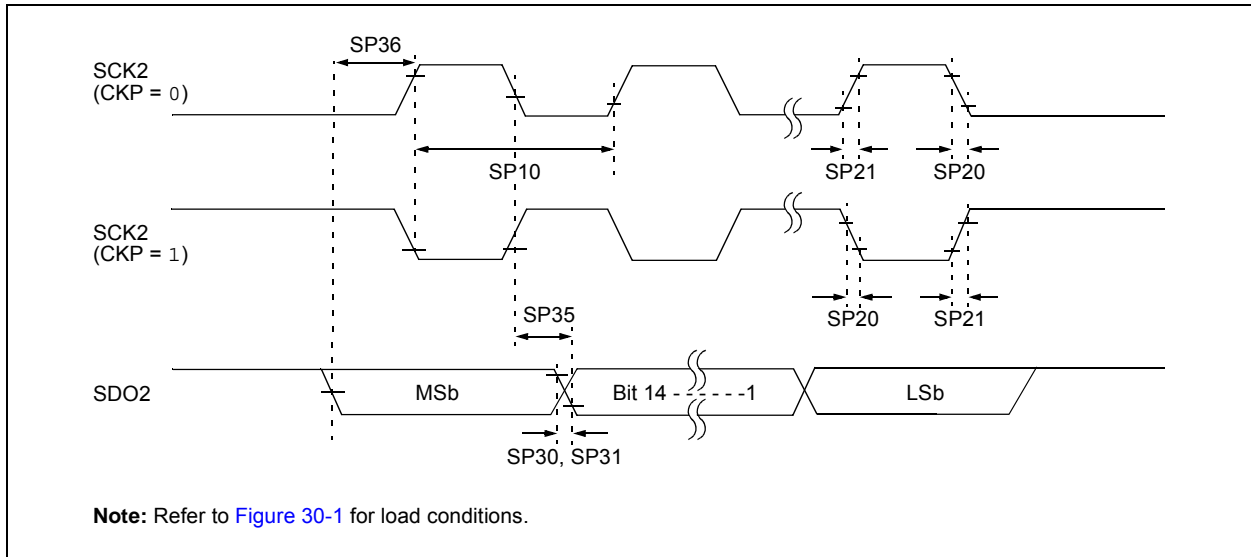 SP36
SCK2
(CKP = 0)
SP10
SP21
SP20
SCK2
(CKP = 1)
SP35
SP20
SP21
SDO2
MSb
Bit 14 - - - - - -1
LSb
SP30, SP31
Note: Refer to Figure 30-1 for load conditions.